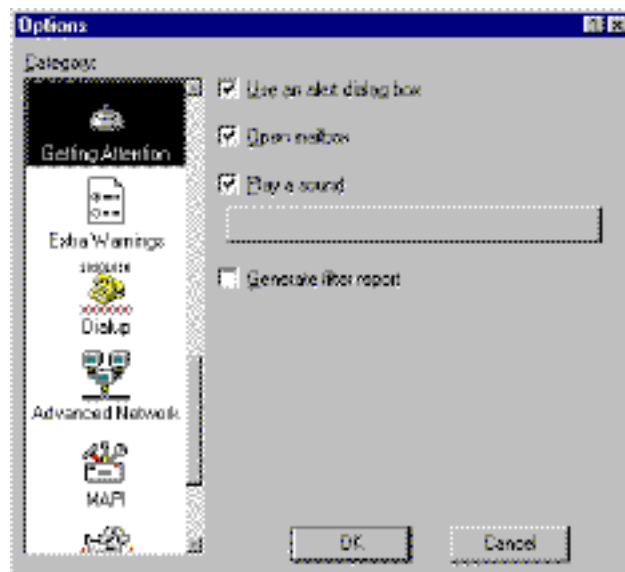 Options
Category:
Getting Attention
Extra Warnings
Dialup
Advanced Network
MAPI
Use an alert dialog box
Open mailbox
Play a sound
Generate filter report
OK
Cancel